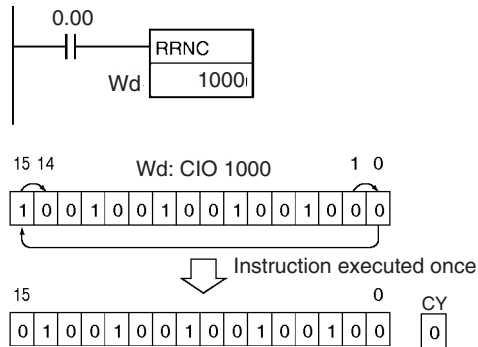 0.00
RRNC
Wd 1000
15 14 Wd: CIO 1000 1 0
1 0 0 1 0 0 1 0 0 1 0 0 1 0 0 0
Instruction executed once
15 0 CY
0 1 0 0 1 0 0 1 0 0 1 0 0 1 0 0 0